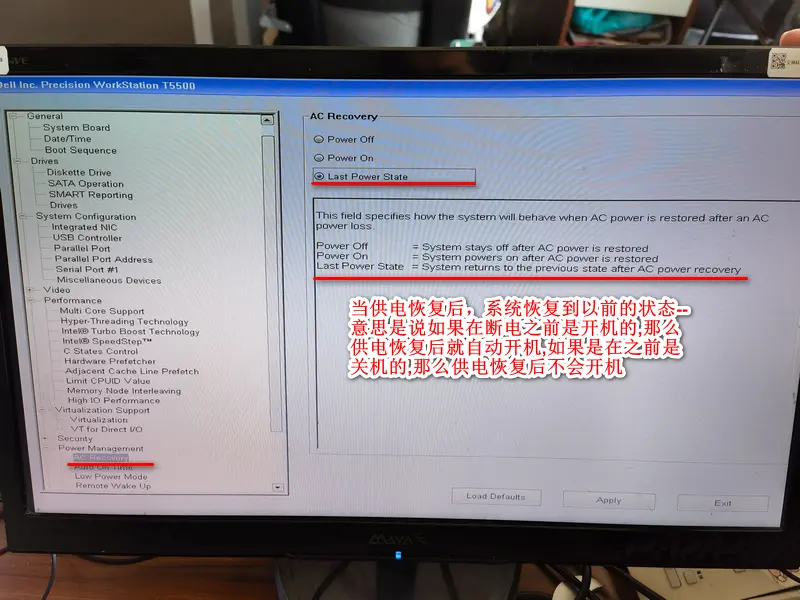 Dell Inc. Precision WorkStation T5500
General
System Board
Date/Time
Boot Sequence
Drives
Diskette Drive
SATA Operation
SMART Reporting
Drives
System Configuration
Integrated NIC
USB Controller
Parallel Port
Parallel Port Address
Serial Port #1
Miscellaneous Devices
Video
Performance
Multi Core Support
Hyper-Threading Technology
Intel® Turbo Boost Technology
Intel® SpeedStep™
C States Control
Hardware Prefetcher
Adjacent Cache Line Prefetch
Limit CPUID Value
Memory Node Interleaving
High IO Performance
Virtualization Support
Virtualization
VT for Direct I/O
Security
Power Management
AC Recovery
Auto On Time
Low Power Mode
Remote Wake Up
AC Recovery
Power Off
Power On
Last Power State
This field specifies how the system will behave when AC power is restored after an AC
power loss.
Power Off = System stays off after AC power is restored
Power On = System powers on after AC power is restored
Last Power State = System returns to the previous state after AC power recovery
当供电恢复后，系统恢复到以前的状态--
意思是说如果在断电之前是开机的,那么
供电恢复后就自动开机,如果是在之前是
关机的,那么供电恢复后不会开机
Load Defaults
Apply
Exit